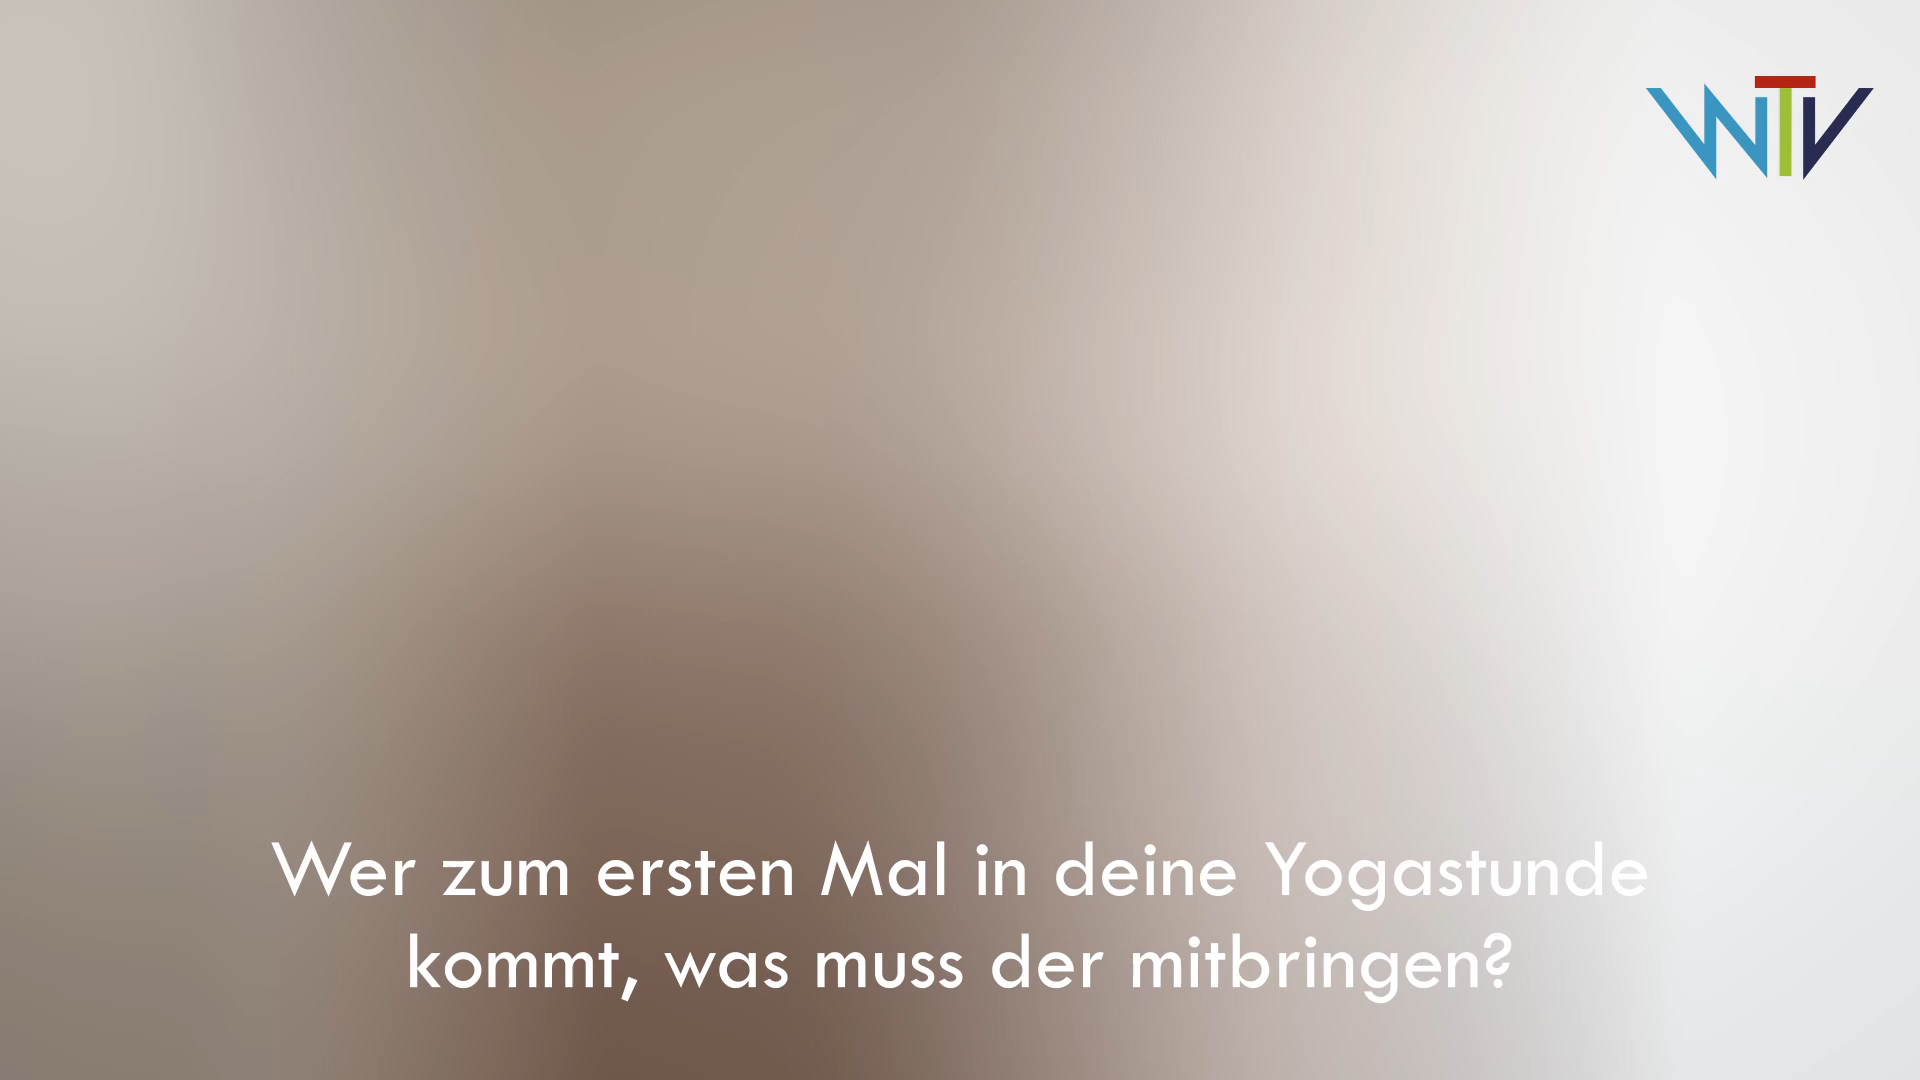 WTV
Wer zum ersten Mal in deine Yogastunde
kommt, was muss der mitbringen?